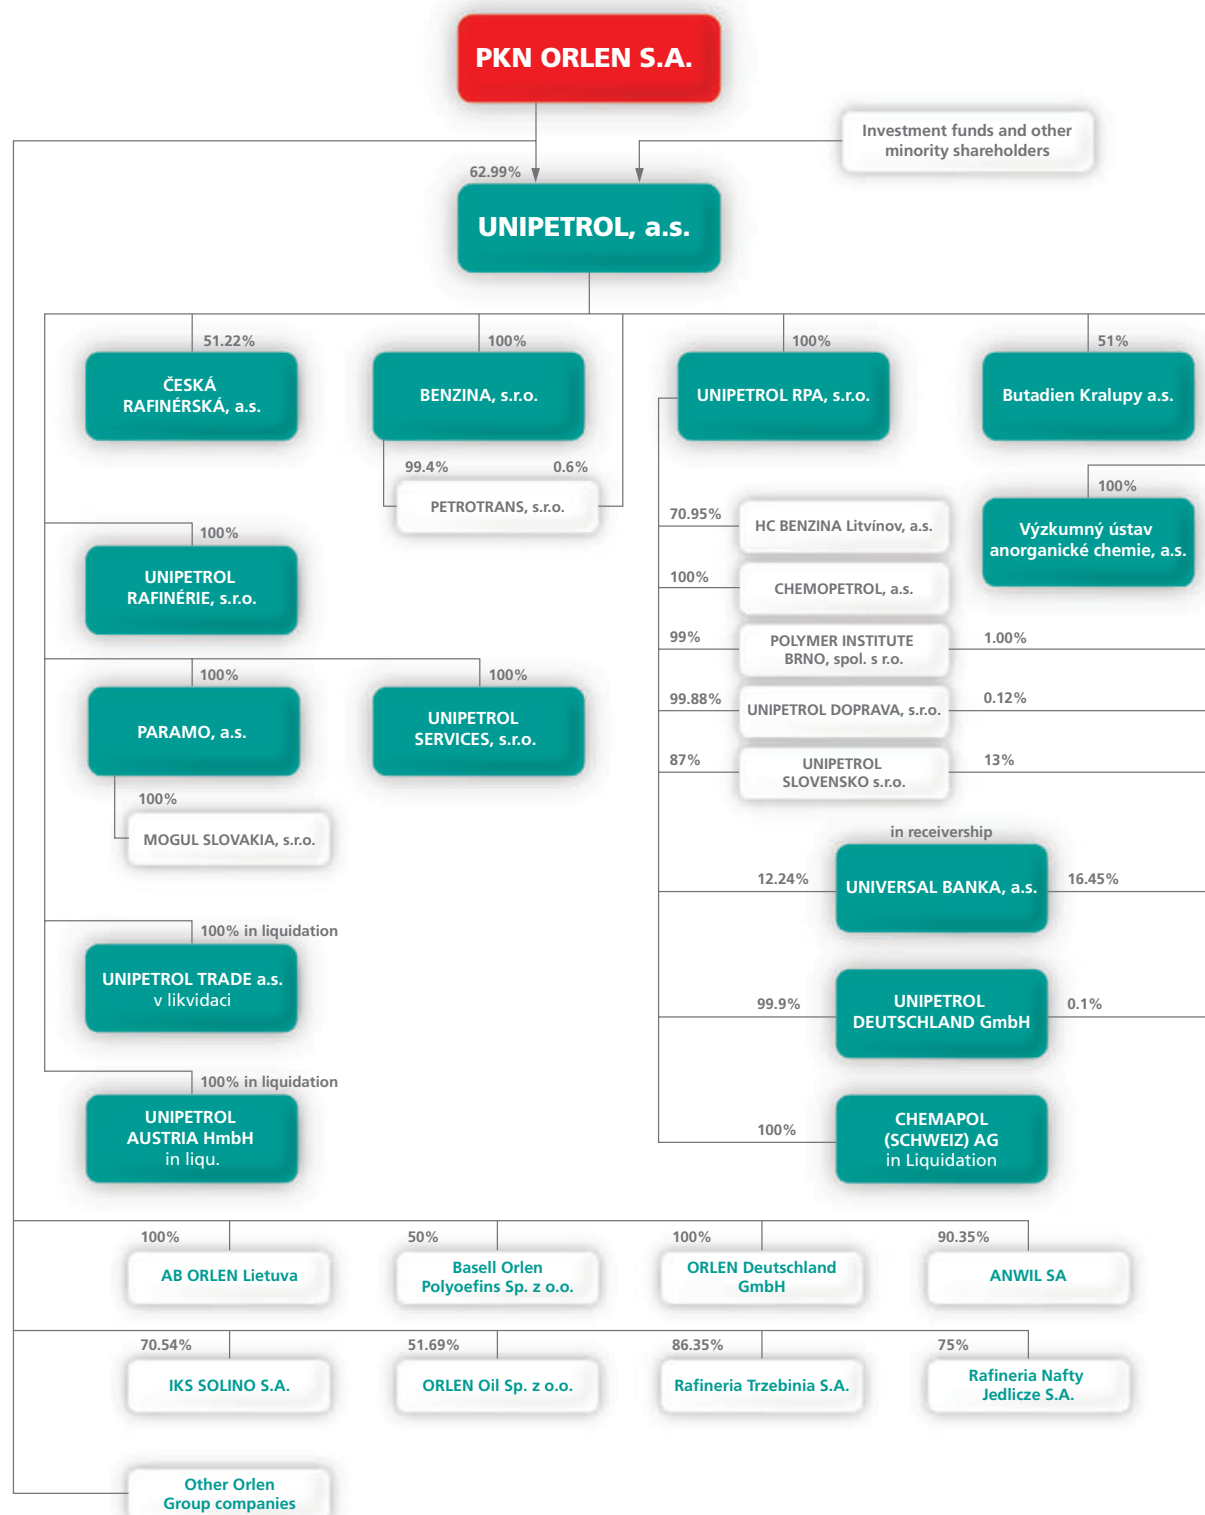 PKN ORLEN S.A.
Investment funds and other
minority shareholders
62.99%
UNIPETROL, a.s.
51.22%
100%
100%
51%
ČESKÁ
RAFINÉRSKÁ, a.s.
BENZINA, s.r.o.
UNIPETROL RPA, s.r.o.
Butadien Kralupy a.s.
99.4%
0.6%
PETROTRANS, s.r.o.
100%
Výzkumný ústav
anorganické chemie, a.s.
70.95%
HC BENZINA Litvínov, a.s.
100%
UNIPETROL
RAFINÉRIE, s.r.o.
100%
CHEMOPETROL, a.s.
99%
POLYMER INSTITUTE
BRNO, spol. s r.o.
1.00%
100%
100%
PARAMO, a.s.
UNIPETROL
SERVICES, s.r.o.
99.88%
UNIPETROL DOPRAVA, s.r.o.
0.12%
87%
UNIPETROL
SLOVENSKO s.r.o.
13%
100%
MOGUL SLOVAKIA, s.r.o.
in receivership
12.24%
UNIVERSAL BANKA, a.s.
16.45%
100% in liquidation
UNIPETROL TRADE a.s.
v likvidaci
99.9%
UNIPETROL
DEUTSCHLAND GmbH
0.1%
100% in liquidation
UNIPETROL
AUSTRIA HmbH
in liqu.
100%
CHEMAPOL
(SCHWEIZ) AG
in Liquidation
100%
50%
100%
90.35%
AB ORLEN Lietuva
Basell Orlen
Polyoefins Sp. z o.o.
ORLEN Deutschland
GmbH
ANWIL SA
70.54%
51.69%
86.35%
75%
IKS SOLINO S.A.
ORLEN Oil Sp. z o.o.
Rafineria Trzebinia S.A.
Rafineria Nafty
Jedlicze S.A.
Other Orlen
Group companies